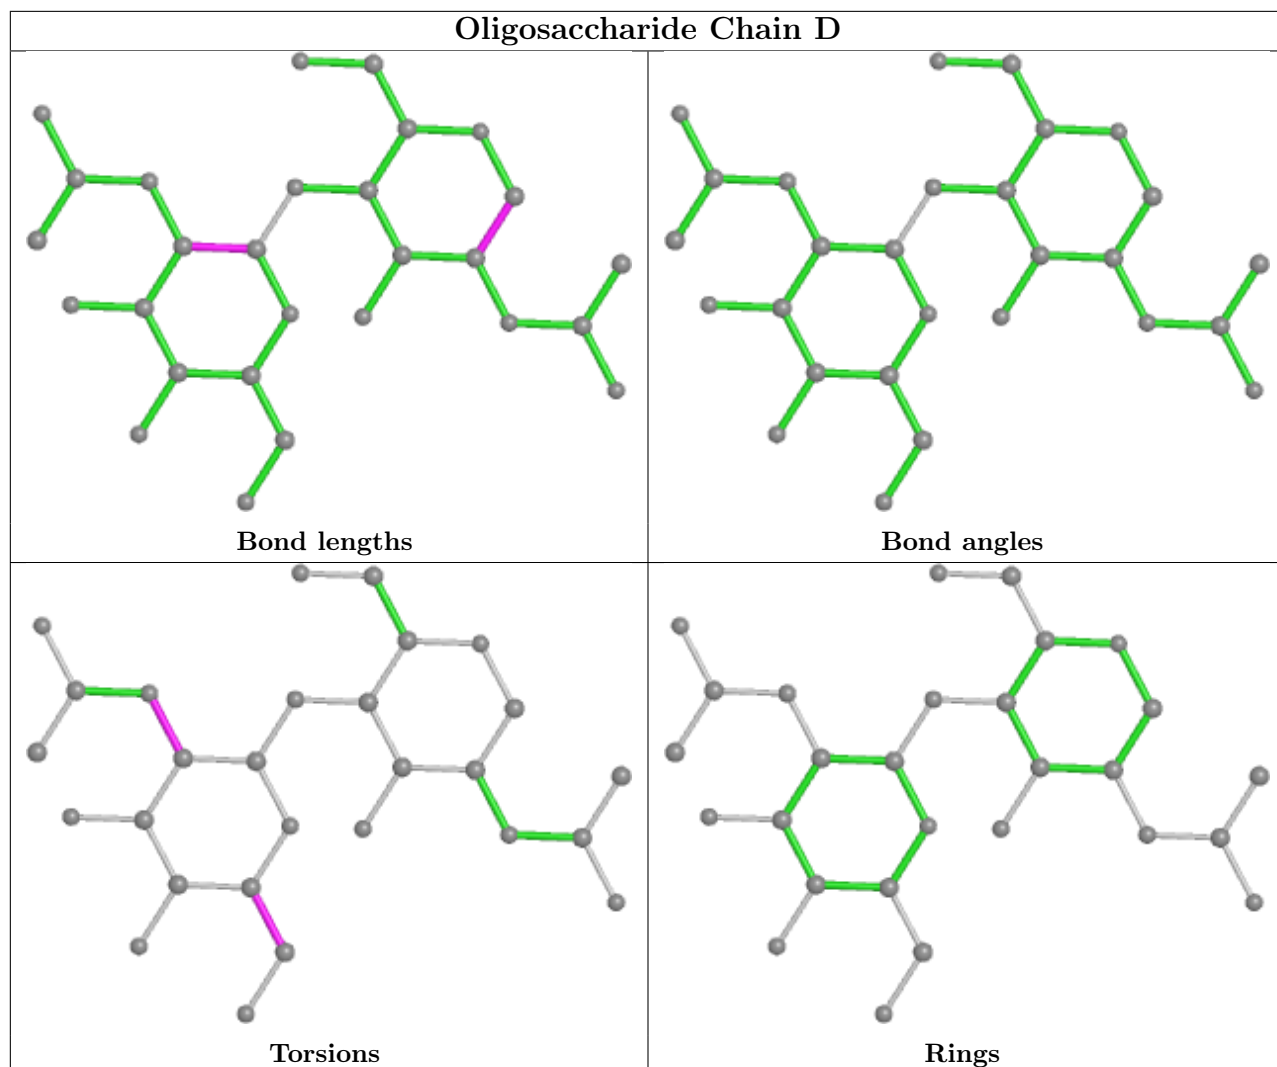 Oligosaccharide Chain D
Bond lengths
Bond angles
Torsions
Rings